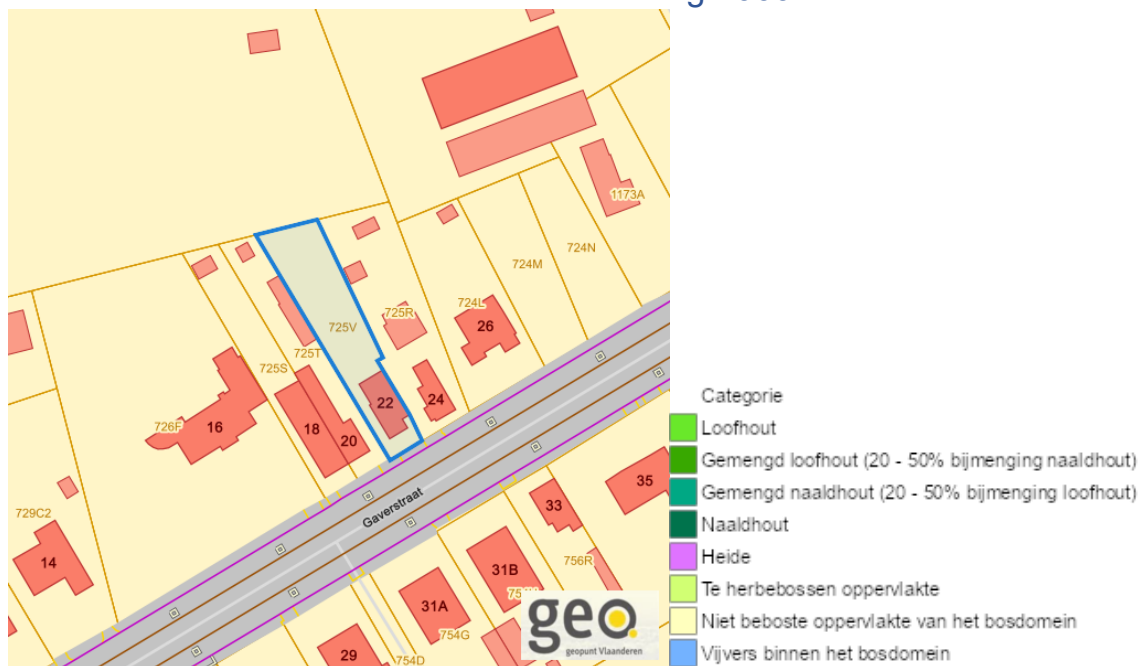 1173A
724N
724M
724L
26
725R
725V
725T
725S
24
22
20
18
16
726F
Gaverstraat
729C2
14
35
33
756R
31B
31A
754G
29
754D
geo
geopunt Vlaanderen
Categorie
Loofhout
Gemengd loofhout (20 - 50% bijmenging naaldhout)
Gemengd naaldhout (20 - 50% bijmenging loofhout)
Naaldhout
Heide
Te herbebossen oppervlakte
Niet beboste oppervlakte van het bosdomein
Vijvers binnen het bosdomein